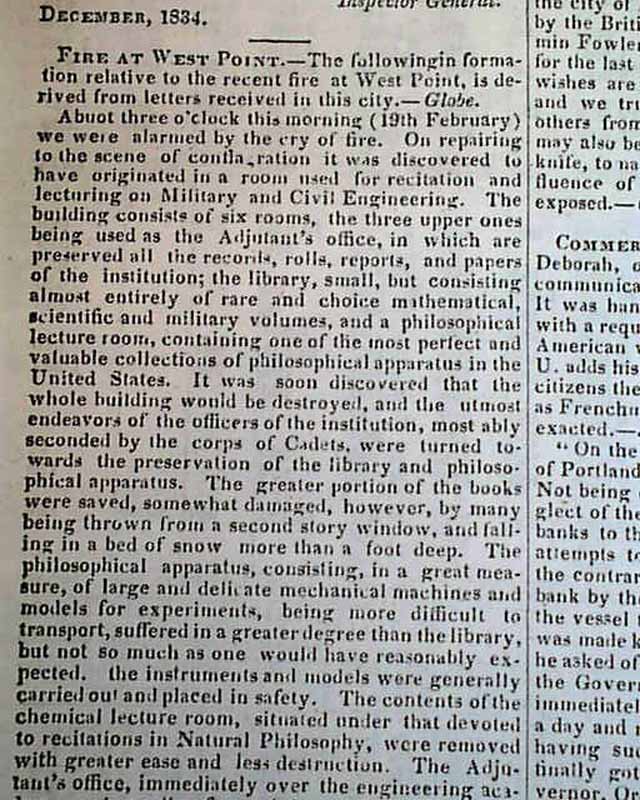 Inspector General.
DECEMBER, 1834.
FIRE AT WEST POINT.—The followingin forma-
tion relative to the recent fire at West Point, is de-
rived from letters received in this city.—Globe.
Abuot three o'clock this morning (19th February)
we were alarmed by the cry of fire. On repairing
to the scene of confla,ration it was discovered to
have originated in a room used for recitation and
lecturing on Military and Civil Engineering. The
building consists of six rooms, the three upper ones
being used as the Adjutant's office, in which are
preserved all the records, rolls, reports, and papers
of the institution; the library, small, but consisting
almost entirely of rare and choice mathematical,
scientific and military volumes, and a philosophical
lecture room, containing one of the most perfect and
valuable collections of philosophical apparatus in the
United States. It was soon discovered that the
whole building would be destroyed, and the utmost
endeavors of the officers of the institution, most ably
seconded by the corps of Cadets, were turned to-
wards the preservation of the library and philoso-
phical apparatus. The greater portion of the books
were saved, somewhat damaged, however, by many
being thrown from a second story window, and fall-
ing in a bed of snow more than a foot deep. The
philosophical apparatus, consisting, in a great mea-
sure, of large and delicate mechanical machines and
models for experiments, being more difficult to
transport, suffered in a greater degree than the library,
but not so much as one would have reasonably ex-
pected. the instruments and models were generally
carried out and placed in safety. The contents of the
chemical lecture room, situated under that devoted
to recitations in Natural Philosophy, were removed
with greater ease and less destruction. The Adju-
tant's office, immediately over the engineering aca-
the city of
by the Briti
min Fowle
for the last
wishes are
and we tru
others from
may also be
knife, to na
fluence of
exposed.—
COMMER
Deborah, o
communica
It was han
with a requ
American v
U. adds his
citizens the
as Frenchm
exacted.—
"On the
of Portland
Not being
glect of the
banks to th
attempts to
the contrar
bank by the
the vessel
was made k
he asked of
the Govern
immediatel
a day and
having suc
tinally got
vernor. Or